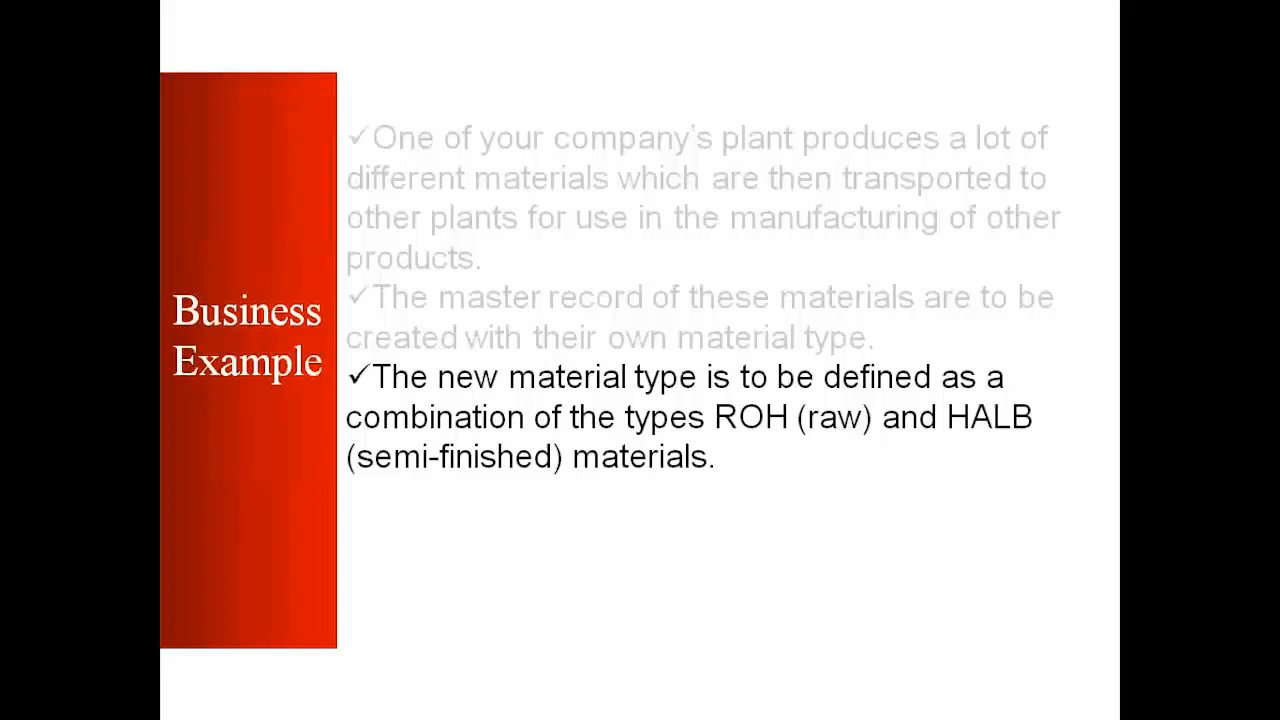 Business
Example
✓One of your company's plant produces a lot of
different materials which are then transported to
other plants for use in the manufacturing of other
products.
✓The master record of these materials are to be
created with their own material type.
✓The new material type is to be defined as a
combination of the types ROH (raw) and HALB
(semi-finished) materials.